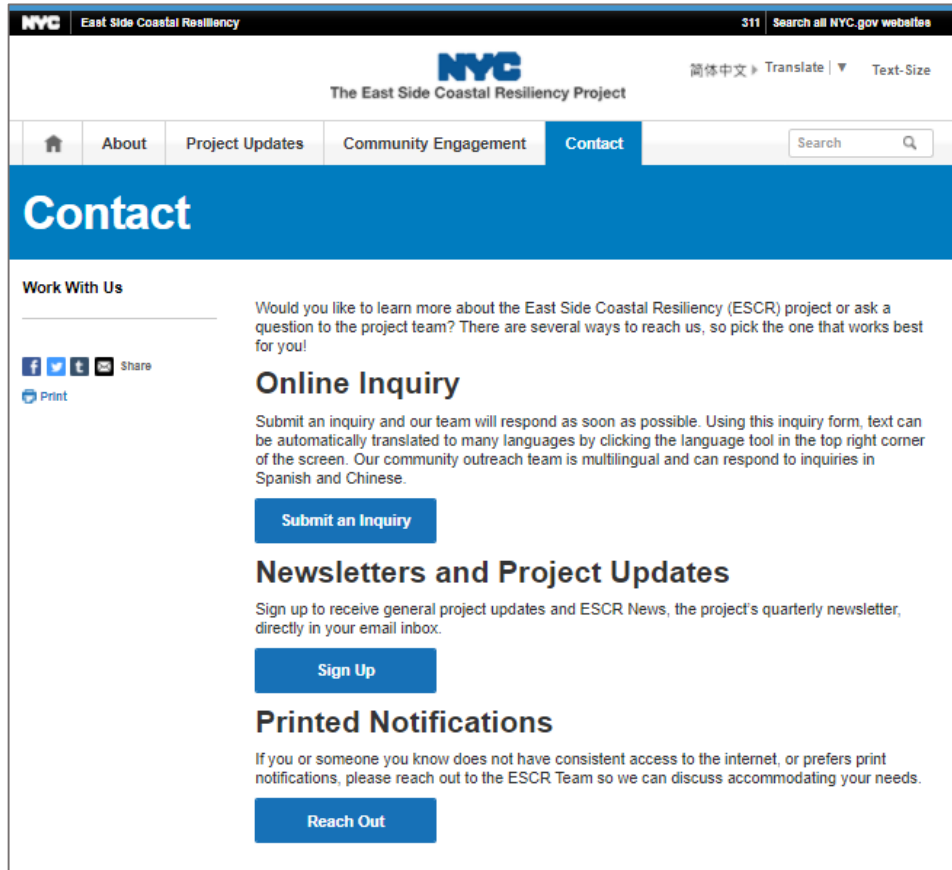 NYC East Side Coastal Resiliency 311 Search all NYC.gov websites
NYC
The East Side Coastal Resiliency Project
简体中文 Translate | ▼ Text-Size
About Project Updates Community Engagement Contact Search
Contact
Work With Us
Share
Print
Would you like to learn more about the East Side Coastal Resiliency (ESCR) project or ask a
question to the project team? There are several ways to reach us, so pick the one that works best
for you!
Online Inquiry
Submit an inquiry and our team will respond as soon as possible. Using this inquiry form, text can
be automatically translated to many languages by clicking the language tool in the top right corner
of the screen. Our community outreach team is multilingual and can respond to inquiries in
Spanish and Chinese.
Submit an Inquiry
Newsletters and Project Updates
Sign up to receive general project updates and ESCR News, the project's quarterly newsletter,
directly in your email inbox.
Sign Up
Printed Notifications
If you or someone you know does not have consistent access to the internet, or prefers print
notifications, please reach out to the ESCR Team so we can discuss accommodating your needs.
Reach Out